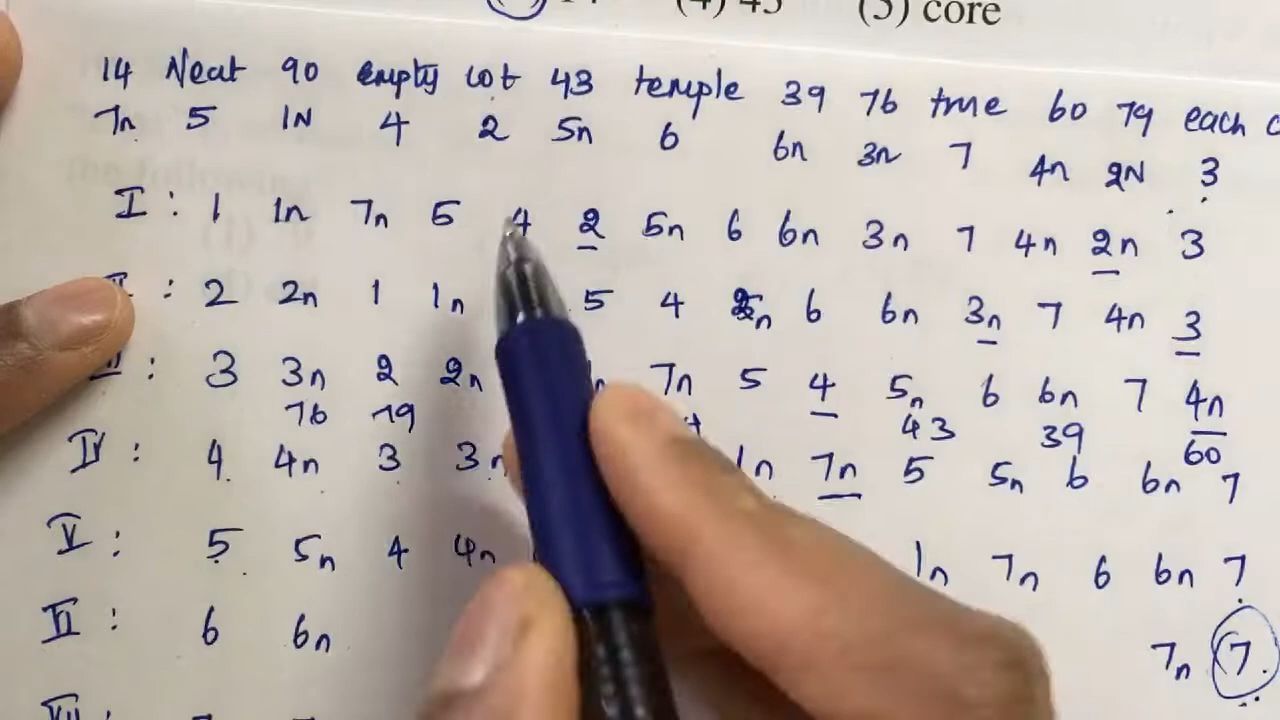 (4) 45 (5) core
14 Neat 90 empty cot 43 temple 39 76 true 60 79 each
7n 5 1N 4 2 5n 6 6n 3n 7 4n 2N 3
I : 1 1n 7n 5 4 2 5n 6 6n 3n 7 4n 2n 3
: 2 2n 1 1n 5 4 5n 6 6n 3n 7 4n 3
: 3 3n 2 2n 7n 5 4 5n 6 6n 7 4n
76 79 43 39 60
IV : 4 4n 3 3n 1n 7n 5 5n 6 6n 7
V : 5 5n 4 4n 1n 7n 6 6n 7
VI : 6 6n 7n 7